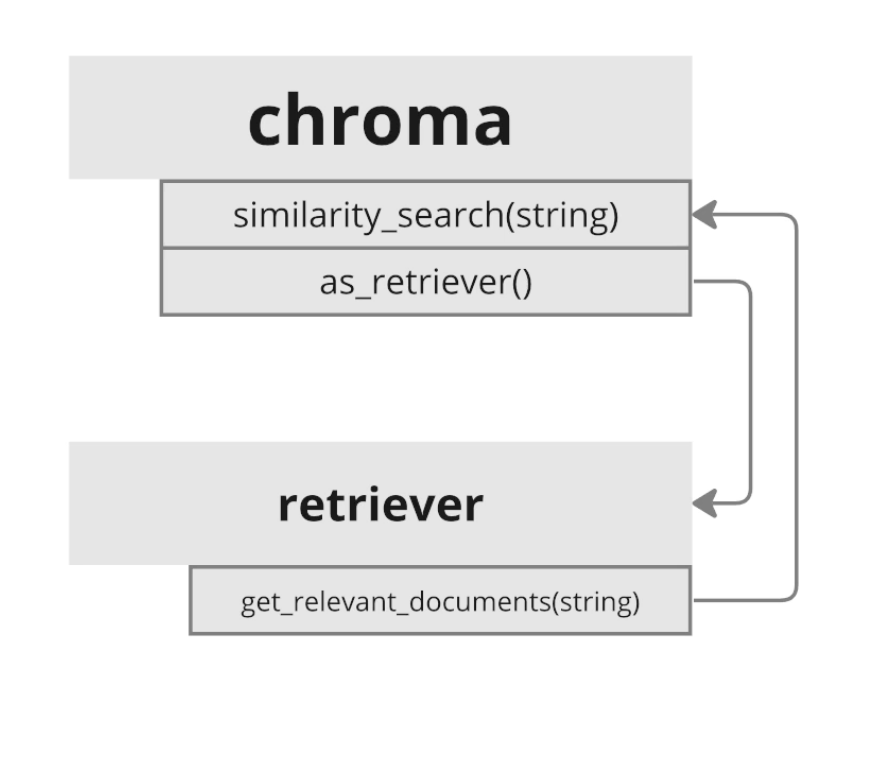 chroma
similarity_search(string)
as_retriever()
retriever
get_relevant_documents(string)